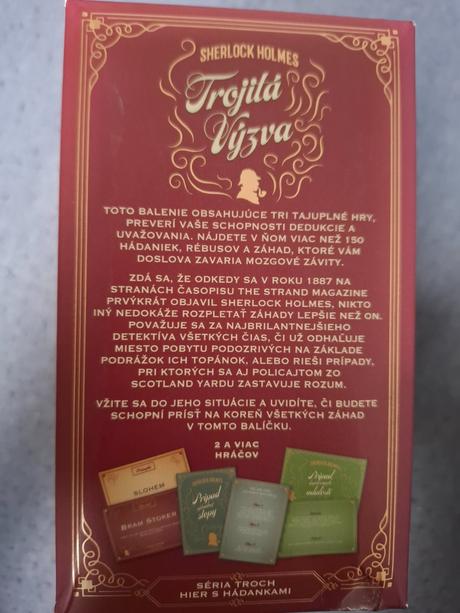 SHERLOCK HOLMES
Trojitá
Výzva
TOTO BALENIE OBSAHUJÚCE TRI TAJUPLNÉ HRY,
PREVERÍ VAŠE SCHOPNOSTI DEDUKCIE A
UVAŽOVANIA. NÁJDETE V ŇOM VIAC NEŽ 150
HÁDANIEK, RÉBUSOV A ZÁHAD, KTORÉ VÁM
DOSLOVA ZAVARIA MOZGOVÉ ZÁVITY.
ZDÁ SA, ŽE ODKEDY SA V ROKU 1887 NA
STRANÁCH ČASOPISU THE STRAND MAGAZINE
PRVÝKRÁT OBJAVIL SHERLOCK HOLMES, NIKTO
INÝ NEDOKÁŽE ROZPLETAŤ ZÁHADY LEPŠIE NEŽ ON.
POVAŽUJE SA ZA NAJBRILANTNEJŠIEHO
DETEKTÍVA VŠETKÝCH ČIAS, ČI UŽ ODHAĽUJE
MIESTO POBYTU PODOZRIVÝCH NA ZÁKLADE
PODRÁŽOK ICH TOPÁNOK, ALEBO RIEŠI PRÍPADY,
PRI KTORÝCH SA AJ POLICAJTOM ZO
SCOTLAND YARDU ZASTAVUJE ROZUM.
VŽITE SA DO JEHO SITUÁCIE A UVIDÍTE, ČI BUDETE
SCHOPNÍ PRÍSŤ NA KOREŇ VŠETKÝCH ZÁHAD
V TOMTO BALÍČKU.
2 A VIAC
HRÁČOV
SLOHEM
BRAM STOKER
Prípad
slepej
stopy
SHERLOCK HOLMES
Prípad
SÉRIA TROCH
HIER S HÁDANKAMI